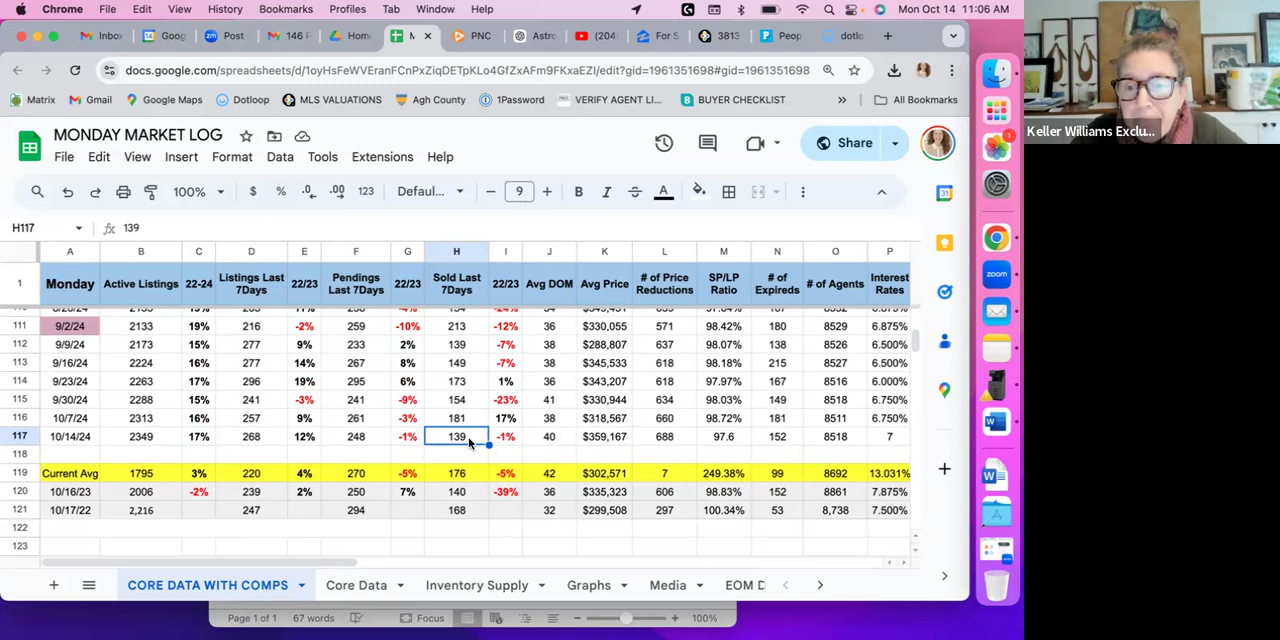 Chrome File Edit View History Bookmarks Profiles Tab Window Help Mon Oct 14 11:06 AM
Inbo Goog Post 146 F Home M PNC Astro (204 For S 3813 Peop dotlo
docs.google.com/spreadsheets/d/1oyHsFeWVEranFCnPxZiqDETpKLo4GfZxAFm9FKxaEZI/edit?gid=1961351698#gid=1961351698
Matrix Gmail Google Maps Dotloop MLS VALUATIONS Agh County 1Password VERIFY AGENT LI... BUYER CHECKLIST... All Bookmarks
Keller Williams Exclu...
MONDAY MARKET LOG
File Edit View Insert Format Data Tools Extensions Help
Share
100% $ % .0 .00 123 Defaul... 9 B I A
H117 fx 139
A B C D E F G H I J K L M N O P
1 Monday Active Listings 22-24 Listings Last 7Days 22/23 Pendings Last 7Days 22/23 Sold Last 7Days 22/23 Avg DOM Avg Price # of Price Reductions SP/LP Ratio # of Expireds # of Agents Interest Rates
111 9/2/24 2133 19% 216 -2% 259 -10% 213 -12% 36 $330,055 571 98.42% 180 8529 6.875%
112 9/9/24 2173 15% 277 9% 233 2% 139 -7% 38 $288,807 637 98.07% 138 8526 6.500%
113 9/16/24 2224 16% 277 14% 267 8% 149 -7% 38 $345,533 618 98.18% 215 8527 6.500%
114 9/23/24 2263 17% 296 19% 295 6% 173 1% 38 $343,207 618 97.97% 167 8516 6.000%
115 9/30/24 2288 15% 241 -3% 241 -9% 154 -23% 41 $330,944 634 98.03% 149 8518 6.750%
116 10/7/24 2313 16% 257 9% 261 -3% 181 17% 38 $318,567 660 98.72% 181 8511 6.750%
117 10/14/24 2349 17% 268 12% 248 -1% 139 -1% 40 $359,167 688 97.6 152 8518 7
118
119 Current Avg 1795 3% 220 4% 270 -5% 176 -5% 42 $302,571 7 249.38% 99 8692 13.031%
120 10/16/23 2006 -2% 239 2% 250 7% 140 -39% 36 $335,323 606 98.83% 152 8861 7.875%
121 10/17/22 2,216 247 294 168 32 $299,508 297 100.34% 53 8,738 7.500%
122
123
CORE DATA WITH COMPS Core Data Inventory Supply Graphs Media EOM D
Page 1 of 1 67 words Focus 100%